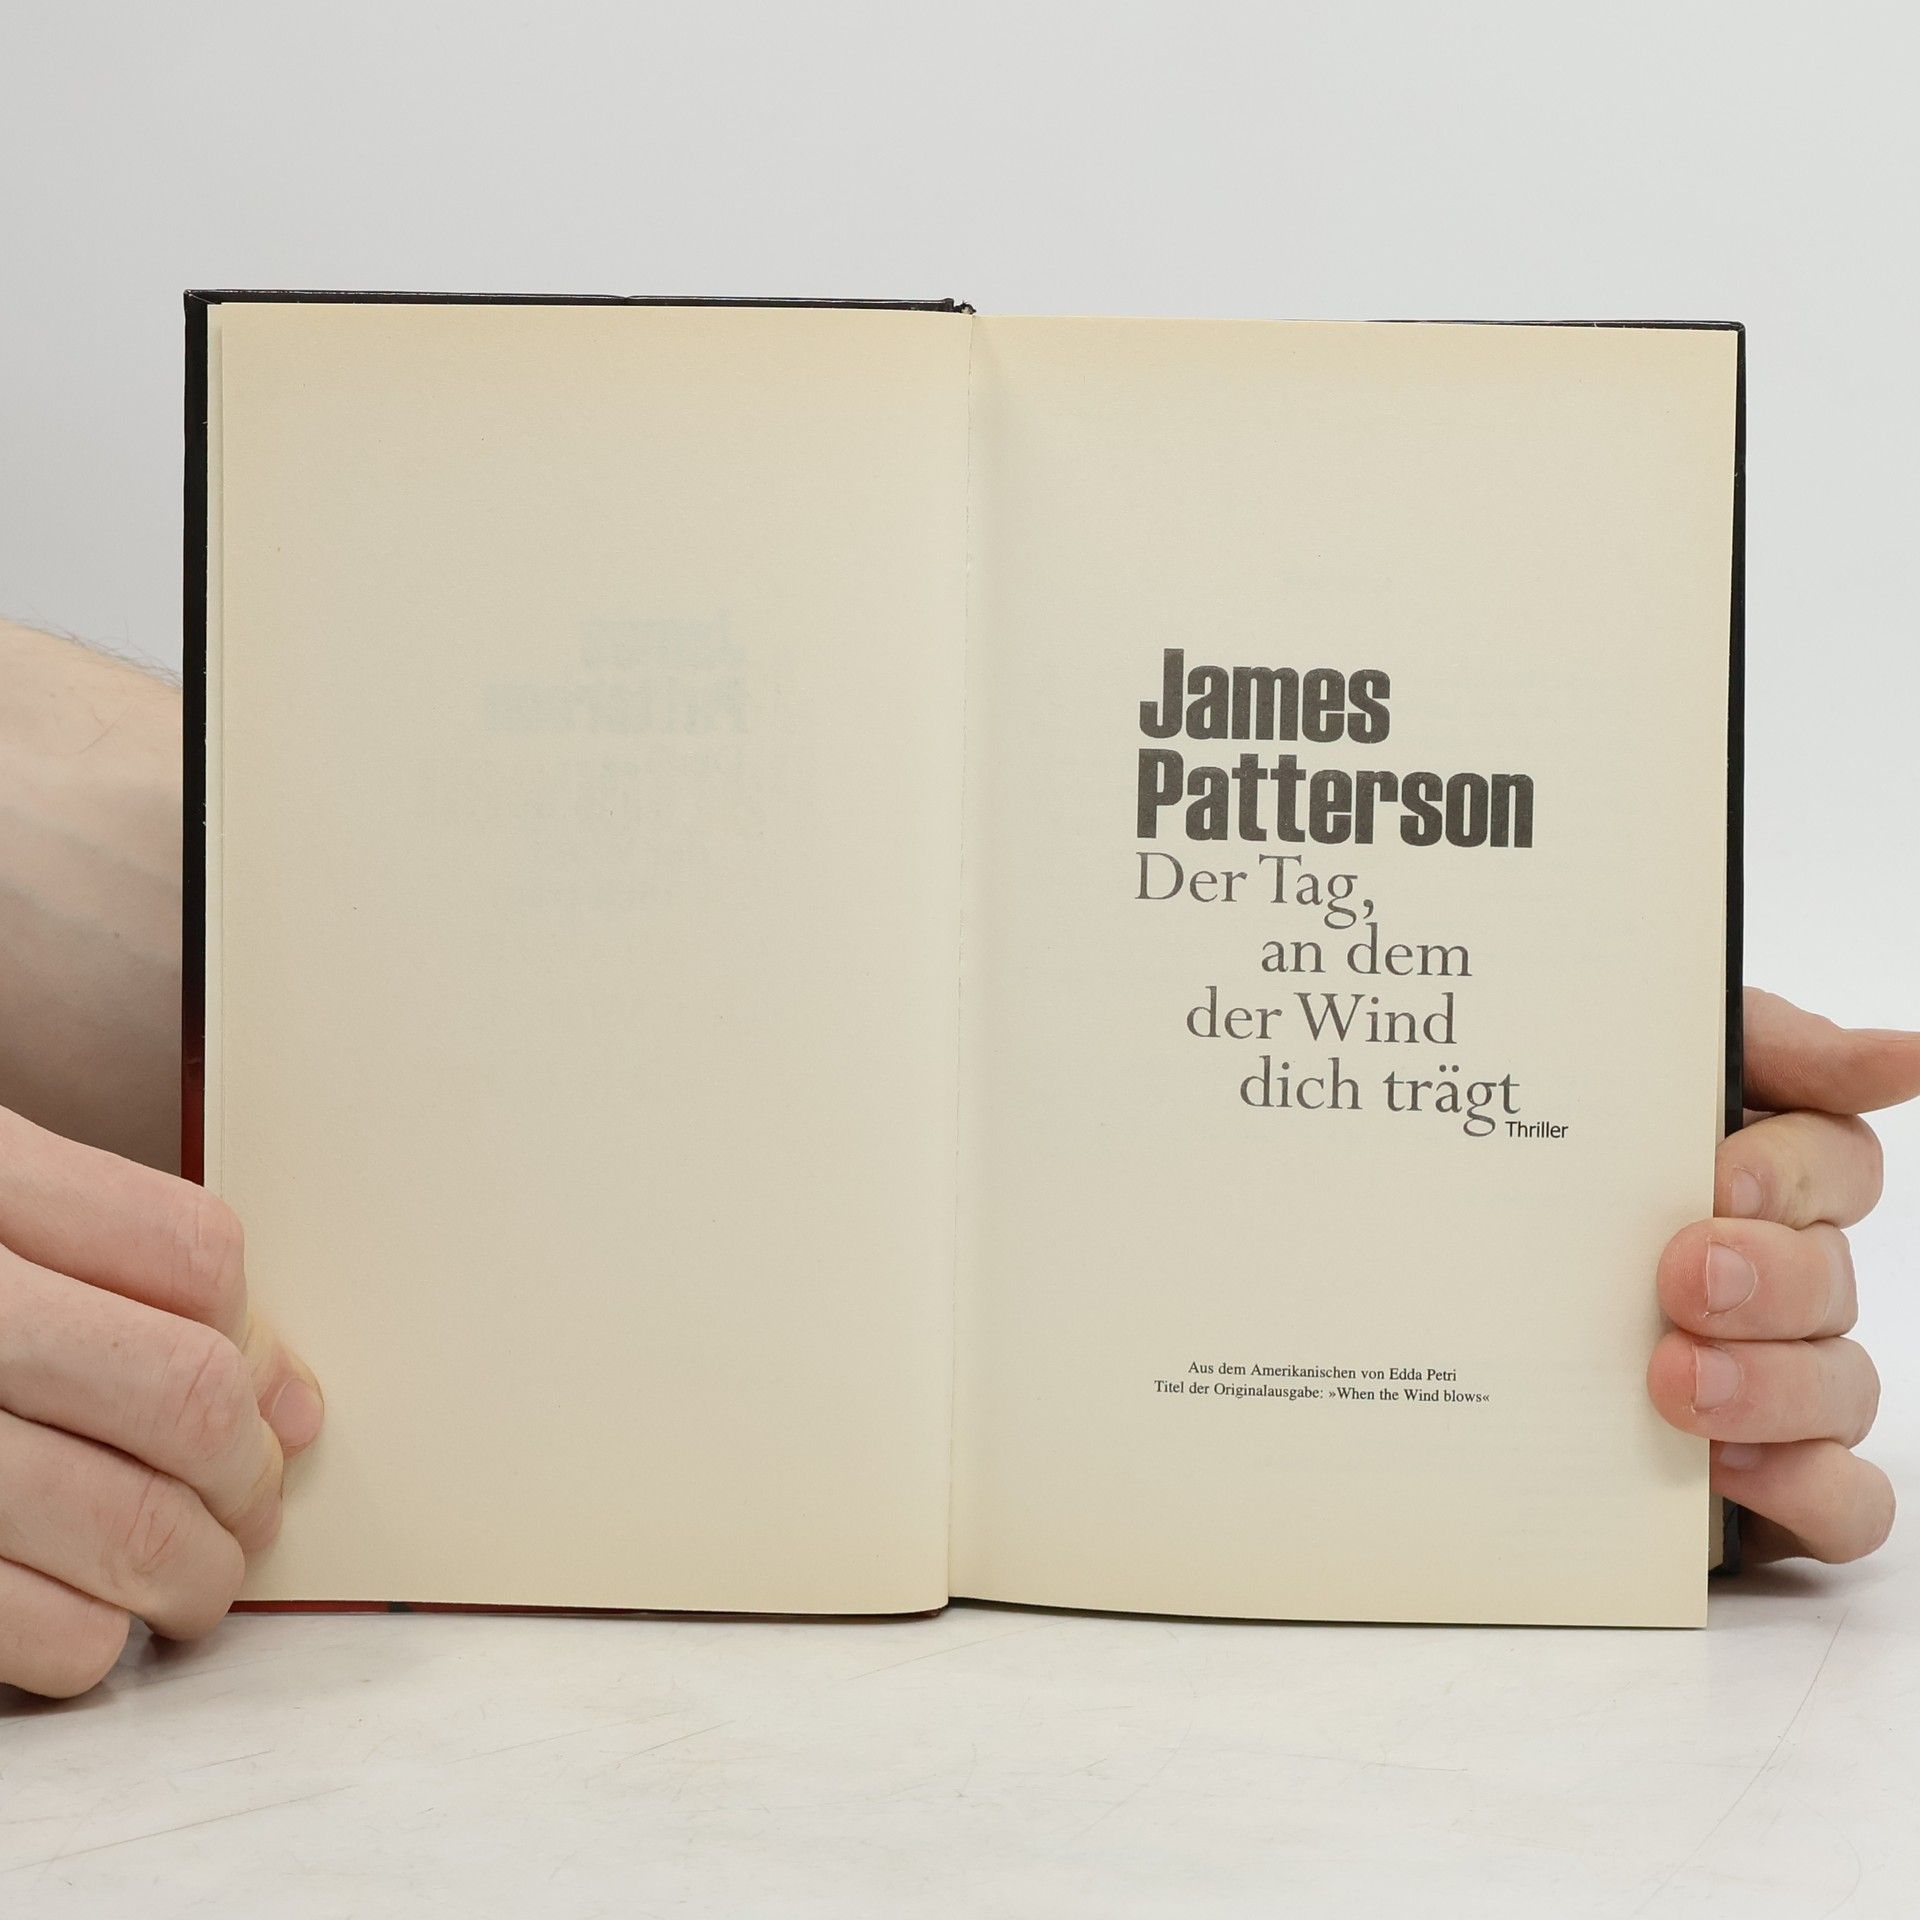 James
Patterson
Der Tag,
an dem
der Wind
dich trägt
Thriller
Aus dem Amerikanischen von Edda Petri
Titel der Originalausgabe: »When the Wind blows«